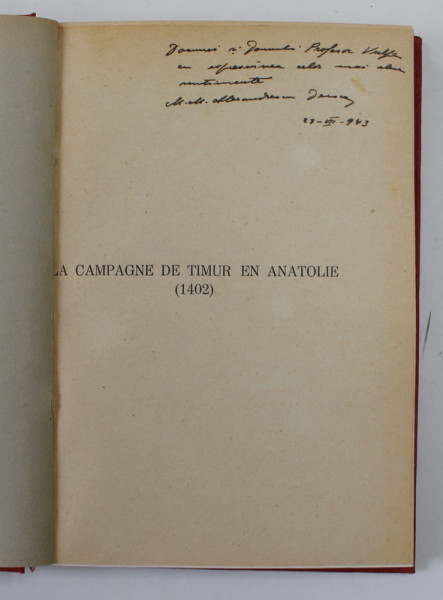 Doamnei și Domnului Profesor Vulpe
cu expresiunea celor mai alese
sentimente
M. M. Alexandrescu Dersca
27-VII-943
LA CAMPAGNE DE TIMUR EN ANATOLIE
(1402)